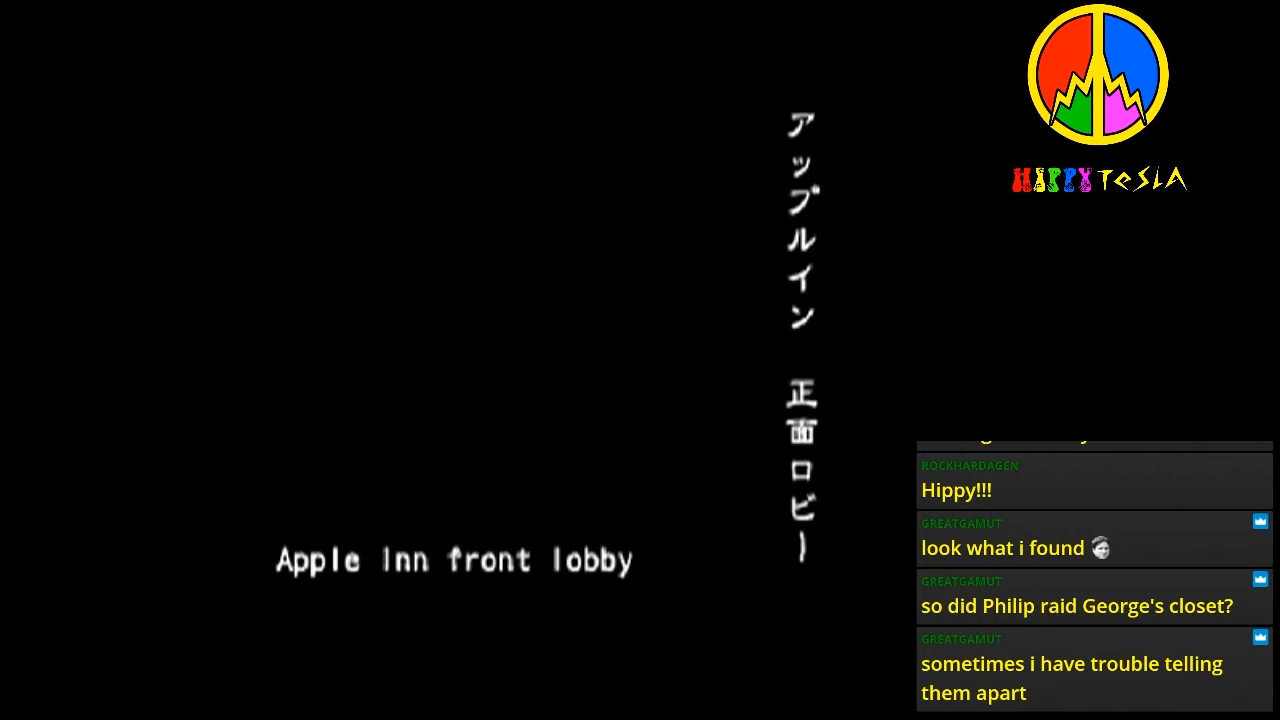 アップルイン 正面ロビー
Apple Inn front lobby
HIPPYTESLA
ROCKHARDAGEN
Hippy!!!
GREATGAMUT
look what i found
GREATGAMUT
so did Philip raid George's closet?
GREATGAMUT
sometimes i have trouble telling
them apart